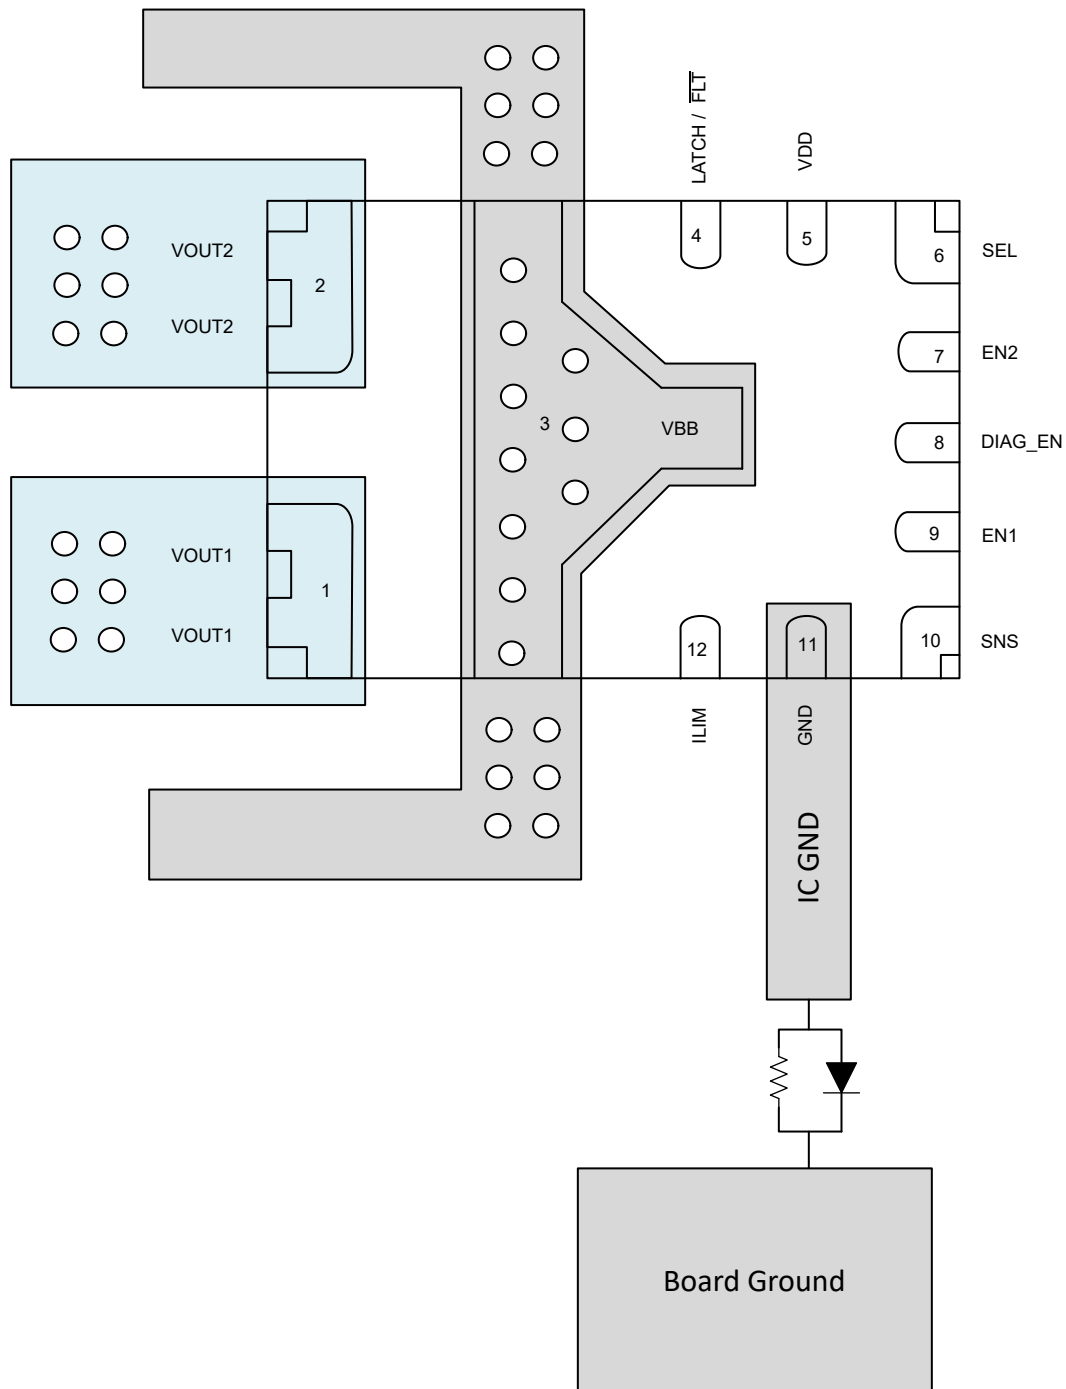 LATCH / FLT
VDD
4
5
6
SEL
VOUT2
2
VOUT2
7
EN2
3
VBB
8
DIAG_EN
9
EN1
VOUT1
1
VOUT1
12
11
10
SNS
ILIM
GND
IC GND
Board Ground